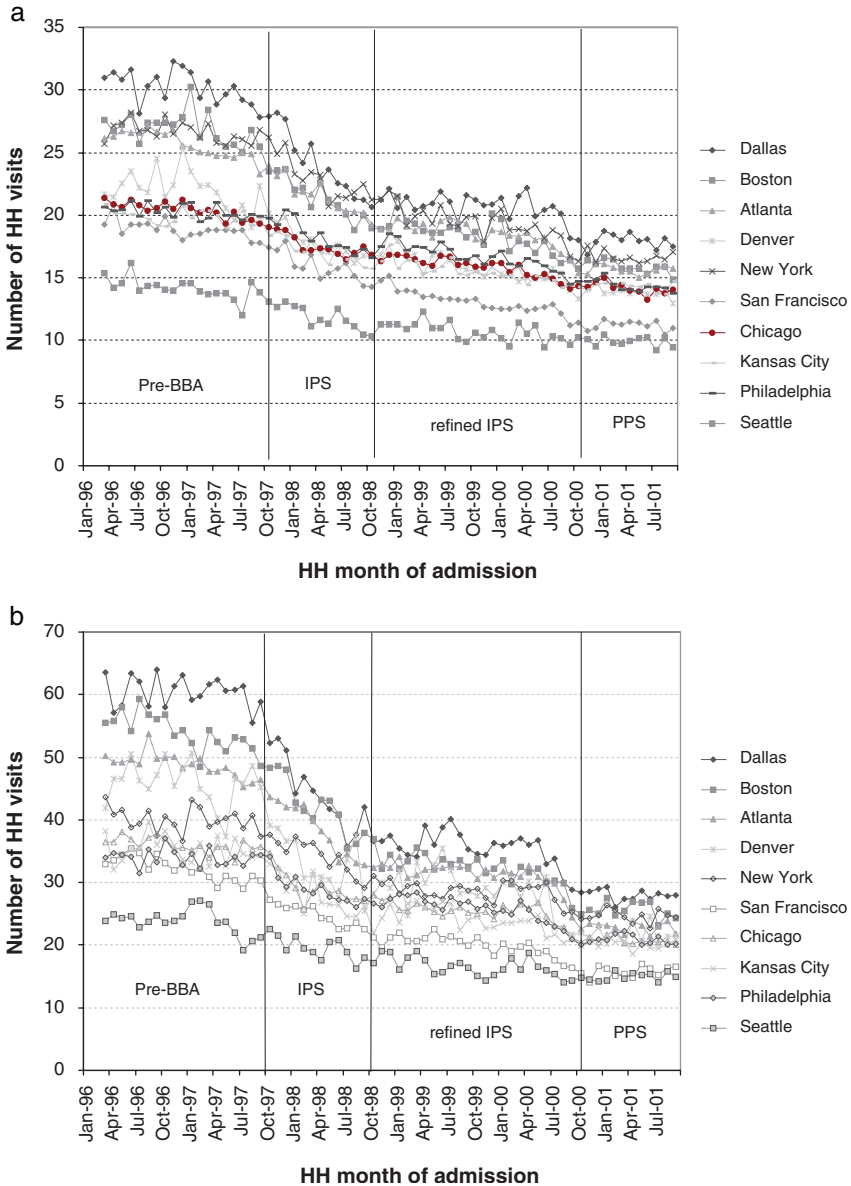 a
35
30
25
20
15
10
5
0
Number of HH visits
Pre-BBA
IPS
refined IPS
PPS
Jan-96
Apr-96
Jul-96
Oct-96
Jan-97
Apr-97
Jul-97
Oct-97
Jan-98
Apr-98
Jul-98
Oct-98
Jan-99
Apr-99
Jul-99
Oct-99
Jan-00
Apr-00
Jul-00
Oct-00
Jan-01
Apr-01
Jul-01
HH month of admission
Dallas
Boston
Atlanta
Denver
New York
San Francisco
Chicago
Kansas City
Philadelphia
Seattle
b
70
60
50
40
30
20
10
0
Number of HH visits
Pre-BBA
IPS
refined IPS
PPS
Jan-96
Apr-96
Jul-96
Oct-96
Jan-97
Apr-97
Jul-97
Oct-97
Jan-98
Apr-98
Jul-98
Oct-98
Jan-99
Apr-99
Jul-99
Oct-99
Jan-00
Apr-00
Jul-00
Oct-00
Jan-01
Apr-01
Jul-01
HH month of admission
Dallas
Boston
Atlanta
Denver
New York
San Francisco
Chicago
Kansas City
Philadelphia
Seattle